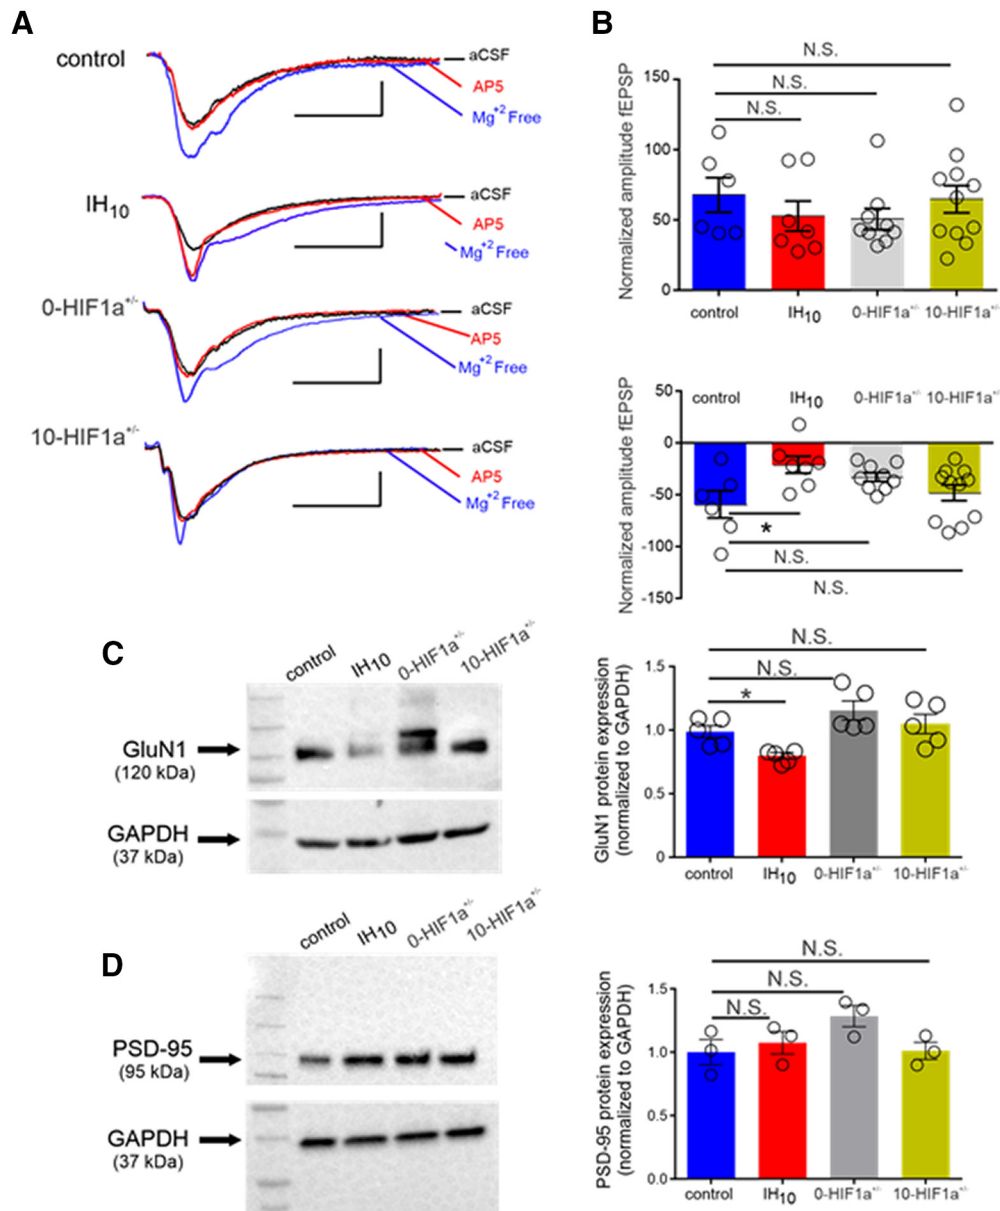 A
control
aCSF
AP5
Mg+2 Free
IH10
aCSF
AP5
Mg+2 Free
0-HIF1a+/-
aCSF
AP5
Mg+2 Free
10-HIF1a+/-
aCSF
AP5
Mg+2 Free
B
Normalized amplitude fEPSP
150
100
50
0
N.S.
N.S.
N.S.
control IH10 0-HIF1a+/- 10-HIF1a+/-
Normalized amplitude fEPSP
50
0
-50
-100
-150
control IH10 0-HIF1a+/- 10-HIF1a+/-
*
N.S.
N.S.
C
control IH10 0-HIF1a+/- 10-HIF1a+/-
GluN1
(120 kDa)
GAPDH
(37 kDa)
GluN1 protein expression
(normalized to GAPDH)
1.5
1.0
0.5
0
N.S.
N.S.
*
control IH10 0-HIF1a+/- 10-HIF1a+/-
D
control IH10 0-HIF1a+/- 10-HIF1a+/-
PSD-95
(95 kDa)
GAPDH
(37 kDa)
PSD-95 protein expression
(normalized to GAPDH)
1.5
1.0
0.5
0.0
N.S.
N.S.
N.S.
control IH10 0-HIF1a+/- 10-HIF1a+/-